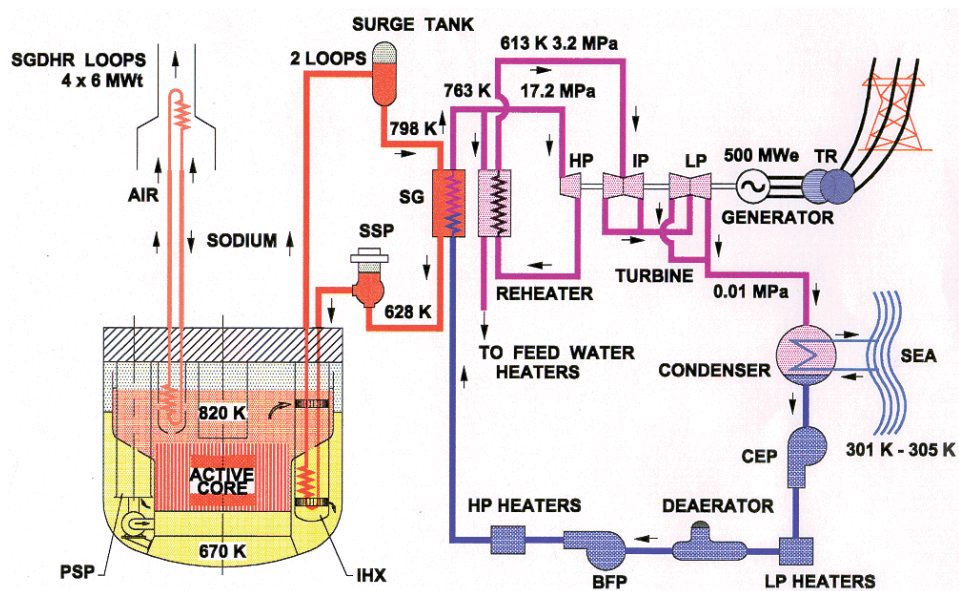 SURGE TANK
SGDHR LOOPS
4 x 6 MWt
2 LOOPS
613 K 3.2 MPa
763 K
17.2 MPa
798 K
HP
IP
LP
500 MWe
TR
AIR
SG
GENERATOR
SODIUM
SSP
TURBINE
REHEATER
628 K
0.01 MPa
TO FEED WATER
HEATERS
CONDENSER
SEA
820 K
301 K - 305 K
CEP
ACTIVE
CORE
HP HEATERS
DEAERATOR
670 K
PSP
IHX
BFP
LP HEATERS